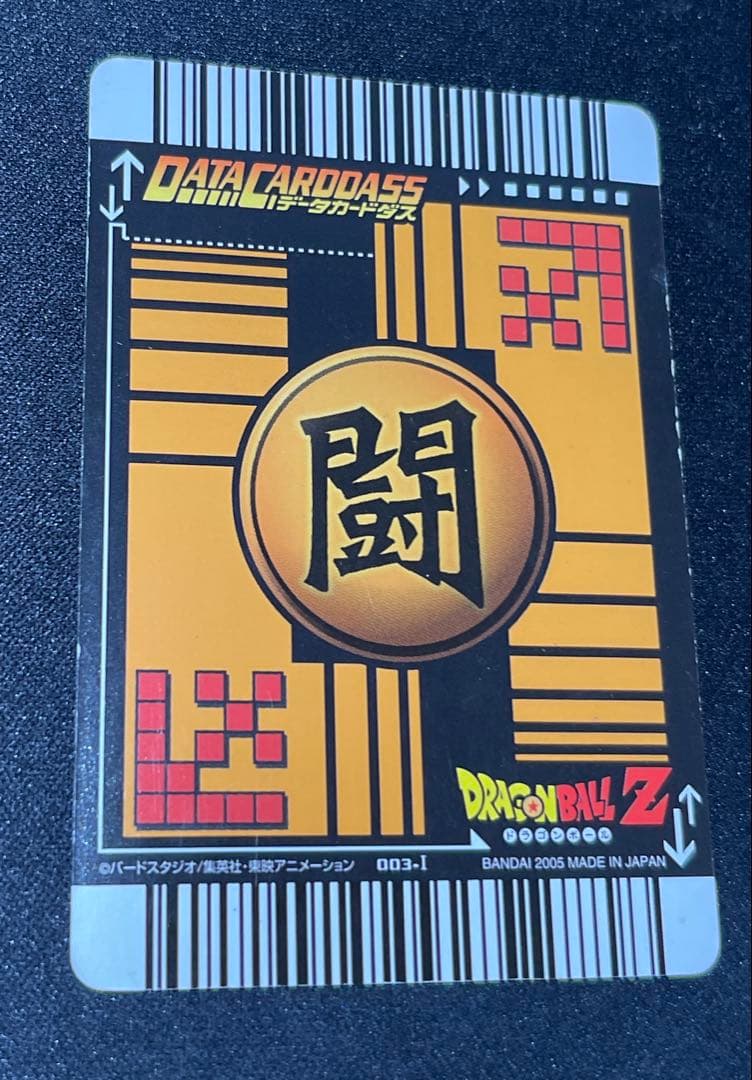 DATA CARDDASS
データカードダス
闘
DRAGON BALL Z
ドラゴンボール
©バードスタジオ/集英社・東映アニメーション 003-I BANDAI 2005 MADE IN JAPAN